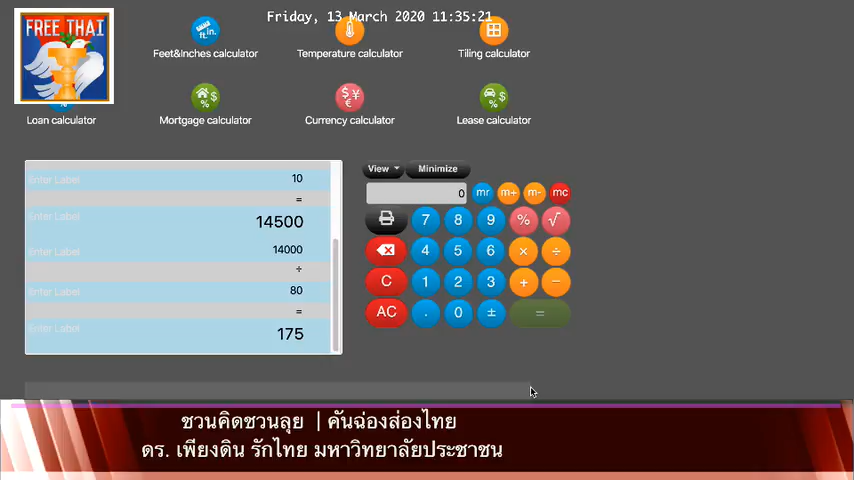 Friday, 13 March 2020 11:35:21
FREE THAI
Feet&Inches calculator
Temperature calculator
Tiling calculator
Loan calculator
Mortgage calculator
Currency calculator
Lease calculator
Enter Label 10
=
Enter Label 14500
Enter Label 14000
÷
Enter Label 80
=
Enter Label 175
View Minimize
0 mr m+ m- mc
7 8 9 % √
4 5 6 × ÷
C 1 2 3 + −
AC . 0 ± =
ชวนคิดชวนลุย | คันฉ่องส่องไทย
ดร. เพียงดิน รักไทย มหาวิทยาลัยประชาชน